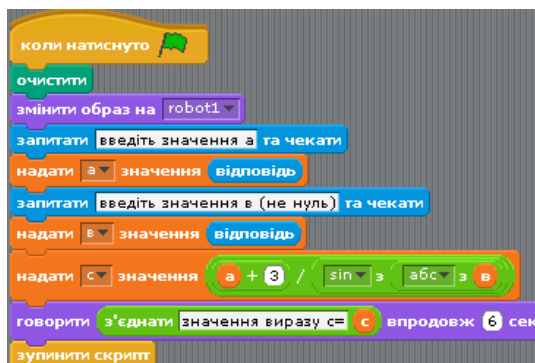 коли натиснуто
очистити
змінити образ на robot1
запитати введіть значення а та чекати
надати а значення відповідь
запитати введіть значення в (не нуль) та чекати
надати в значення відповідь
надати с значення а + 3 / sin з абс з в
говорити з'єднати значення виразу с= с впродовж 6 сек
зупинити скрипт